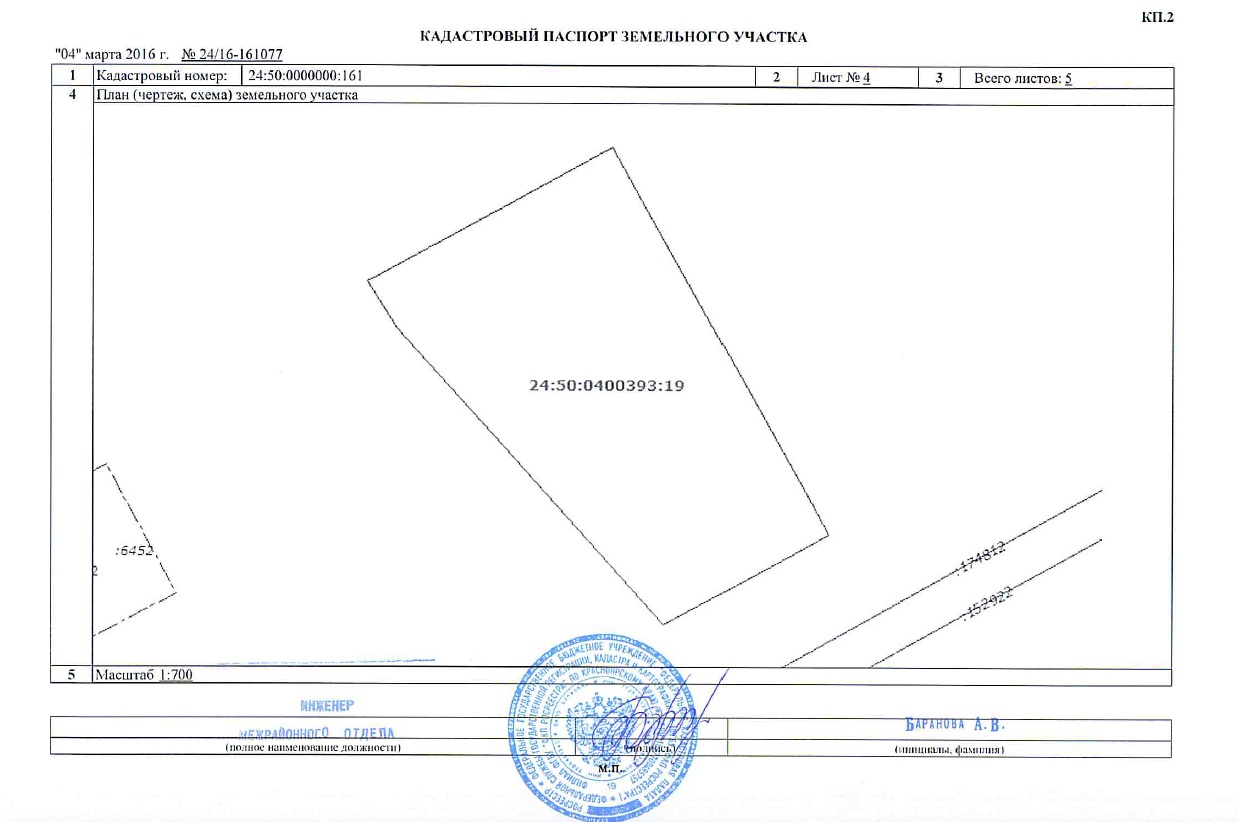 КП.2
КАДАСТРОВЫЙ ПАСПОРТ ЗЕМЕЛЬНОГО УЧАСТКА
"04" марта 2016 г. № 24/16-161077
1 Кадастровый номер: 24:50:0000000:161 2 Лист № 4 3 Всего листов: 5
4 План (чертеж, схема) земельного участка
24:50:0400393:19
:6452
2
:174812
:152922
5 Масштаб 1:700
ИНЖЕНЕР
МЕЖРАЙОННОГО ОТДЕЛА
БАРАНОВА А.В.
(полное наименование должности) (подпись) (инициалы, фамилия)
М.П.